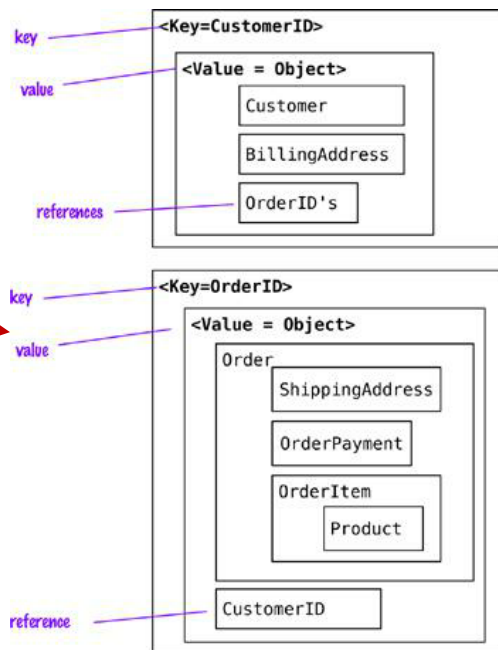 key
<Key=CustomerID>
value
<Value = Object>
Customer
BillingAddress
references
OrderID's
key
<Key=OrderID>
value
<Value = Object>
Order
ShippingAddress
OrderPayment
OrderItem
Product
reference
CustomerID